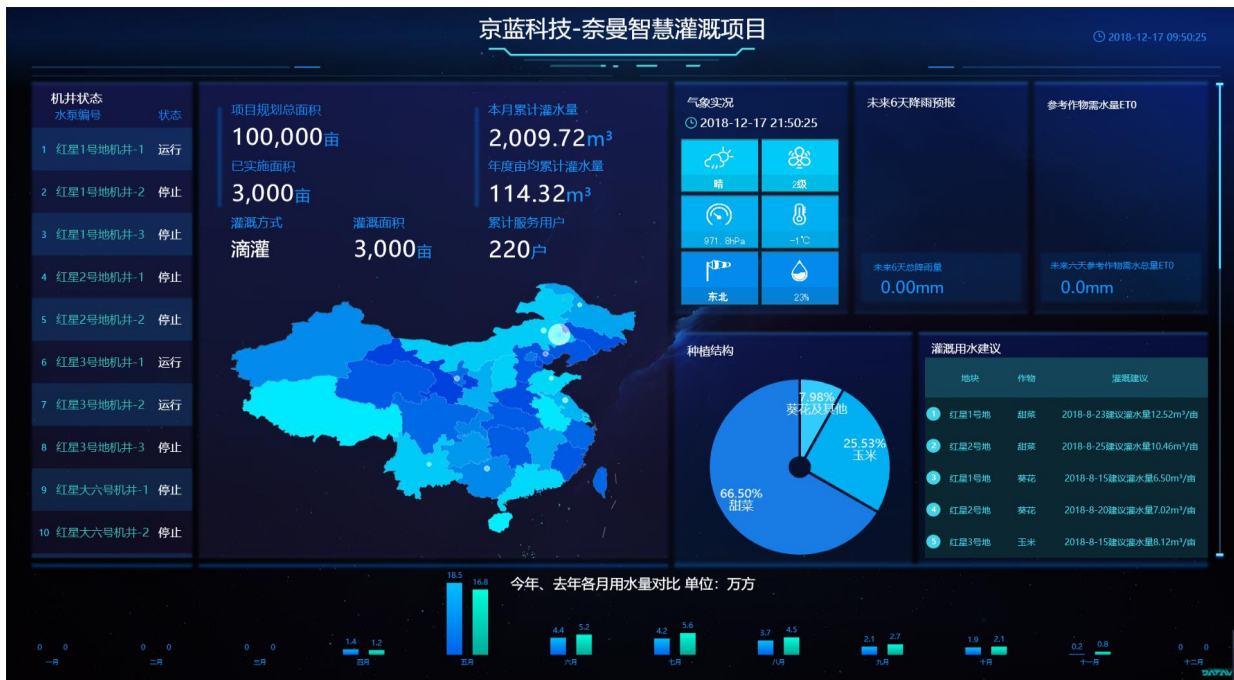 京蓝科技-奈曼智慧灌溉项目
2018-12-17 09:50:25
机井状态
水泵编号 状态
1 红星1号地机井-1 运行
2 红星1号地机井-2 停止
3 红星1号地机井-3 停止
4 红星2号地机井-1 停止
5 红星2号地机井-2 停止
6 红星3号地机井-1 运行
7 红星3号地机井-2 运行
8 红星3号地机井-3 停止
9 红星大六号机井-1 停止
10 红星大六号机井-2 停止
项目规划总面积
100,000亩
已实施面积
3,000亩
灌溉方式 灌溉面积
滴灌 3,000亩
本月累计灌水量
2,009.72m³
年度亩均累计灌水量
114.32m³
累计服务用户
220户
气象实况
2018-12-17 21:50:25
晴 2级
971.8hPa -1℃
东北 23%
未来6天降雨预报
未来6天总降雨量
0.00mm
参考作物需水量ET0
未来六天参考作物需水总量ET0
0.0mm
种植结构
7.98%
葵花及其他
25.53%
玉米
66.50%
甜菜
灌溉用水建议
地块 作物 灌溉建议
1 红星1号地 甜菜 2018-8-23建议灌水量12.52m³/亩
2 红星2号地 甜菜 2018-8-25建议灌水量10.46m³/亩
3 红星1号地 葵花 2018-8-15建议灌水量6.50m³/亩
4 红星2号地 葵花 2018-8-20建议灌水量7.02m³/亩
5 红星3号地 玉米 2018-8-15建议灌水量8.12m³/亩
今年、去年各月用水量对比 单位：万方
0 0 0 0 0 0 1.4 1.2 18.5 16.8 4.4 5.2 4.2 5.6 3.7 4.5 2.1 2.7 1.9 2.1 0.2 0.8 0 0
一月 二月 三月 四月 五月 六月 七月 八月 九月 十月 十一月 十二月
DATAV